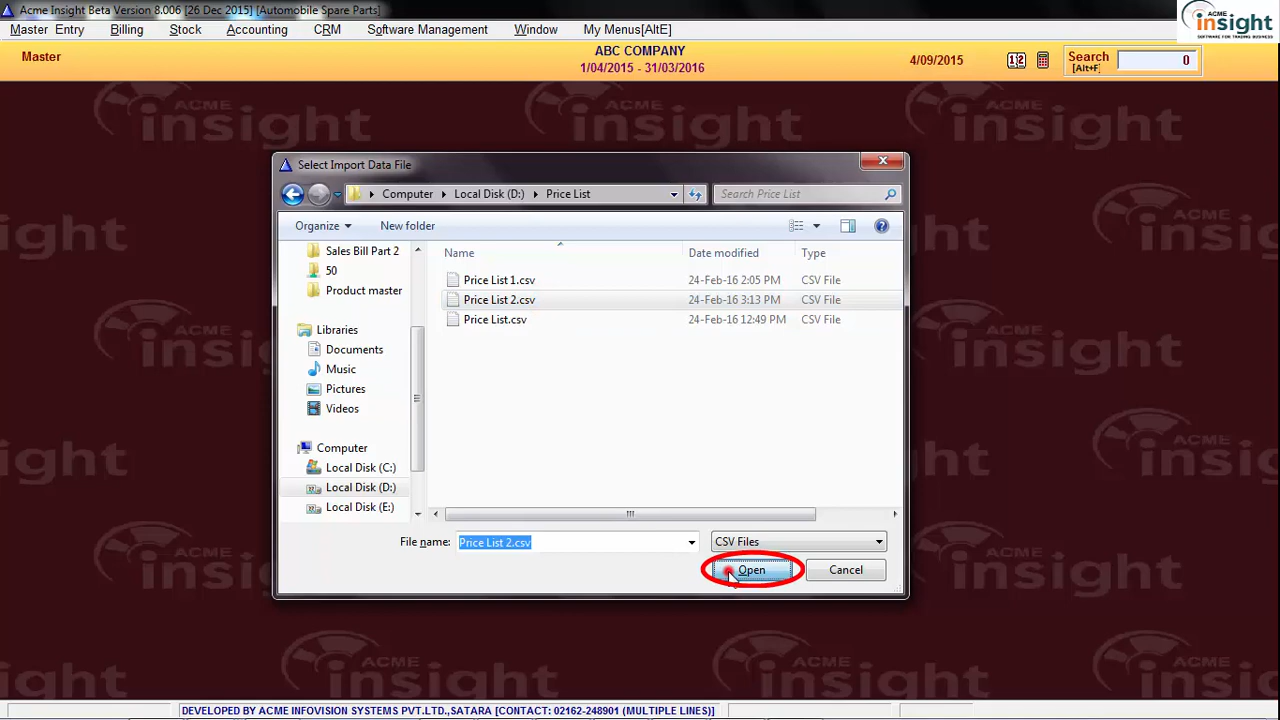 Acme Insight Beta Version 8.006 [26 Dec 2015] [Automobile Spare Parts]
Master Entry Billing Stock Accounting CRM Software Management Window My Menus[AltE]
ACME
insight
SOFTWARE FOR TRADING BUSINESS
Master
ABC COMPANY
1/04/2015 - 31/03/2016
4/09/2015
Search
[Alt+F]
0
ACME
insight
Select Import Data File
Computer Local Disk (D:) Price List
Search Price List
Organize New folder
Sales Bill Part 2
50
Product master
Libraries
Documents
Music
Pictures
Videos
Computer
Local Disk (C:)
Local Disk (D:)
Local Disk (E:)
Name Date modified Type
Price List 1.csv 24-Feb-16 2:05 PM CSV File
Price List 2.csv 24-Feb-16 3:13 PM CSV File
Price List.csv 24-Feb-16 12:49 PM CSV File
File name: Price List 2.csv CSV Files
Open Cancel
DEVELOPED BY ACME INFOVISION SYSTEMS PVT.LTD.,SATARA [CONTACT: 02162-248901 (MULTIPLE LINES)]